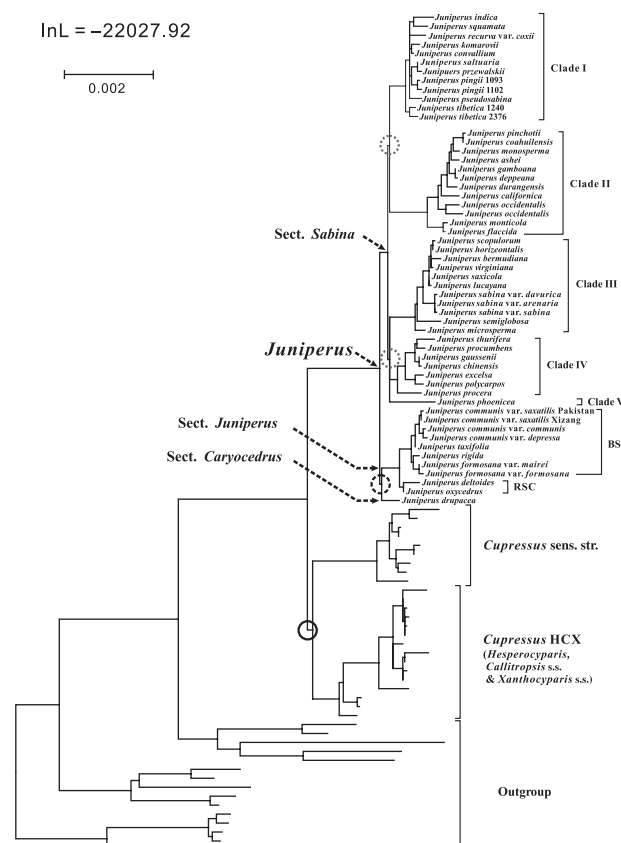 lnL = −22027.92
0.002
Juniperus indica
Juniperus squamata
Juniperus recurva var. coxii
Juniperus komarovii
Juniperus convallium
Juniperus saltuaria
Junipuers przewalskii
Juniperus pingii 1093
Juniperus pingii 1102
Juniperus pseudosabina
Juniperus tibetica 1240
Juniperus tibetica 2376
Clade I
Juniperus pinchotii
Juniperus coahuilensis
Juniperus monosperma
Juniperus ashei
Juniperus gamboana
Juniperus deppeana
Juniperus durangensis
Juniperus californica
Juniperus occidentalis
Juniperus occidentalis
Juniperus monticola
Juniperus flaccida
Clade II
Sect. Sabina
Juniperus scopulorum
Juniperus horizeontalis
Juniperus bermudiana
Juniperus virginiana
Juniperus saxicola
Juniperus lucayana
Juniperus sabina var. davurica
Juniperus sabina var. arenaria
Juniperus sabina var. sabina
Juniperus semiglobosa
Juniperus microsperma
Clade III
Juniperus
Juniperus thurifera
Juniperus procumbens
Juniperus gaussenii
Juniperus chinensis
Juniperus excelsa
Juniperus polycarpos
Juniperus procera
Clade IV
Juniperus phoenicea
Clade V
Sect. Juniperus
Juniperus communis var. saxatilis Pakistan
Juniperus communis var. saxatilis Xizang
Juniperus communis var. communis
Juniperus communis var. depressa
Juniperus taxifolia
Juniperus rigida
Juniperus formosana var. mairei
Juniperus formosana var. formosana
BS
Sect. Caryocedrus
Juniperus deltoides
Juniperus oxycedrus
RSC
Juniperus drupacea
Cupressus sens. str.
Cupressus HCX
(Hesperocyparis,
Callitropsis s.s.
& Xanthocyparis s.s.)
Outgroup